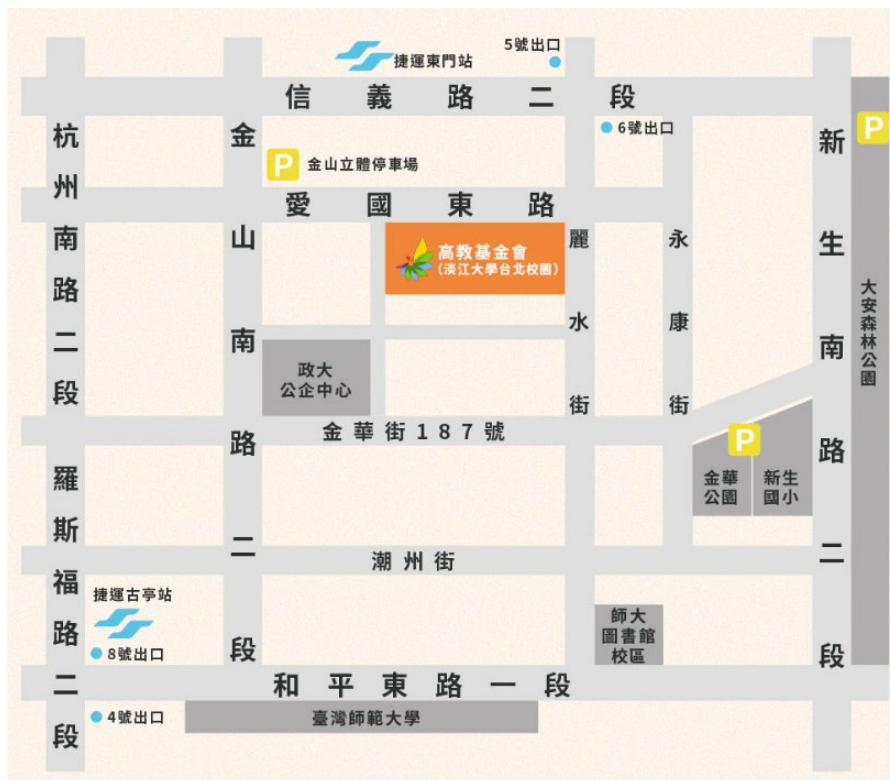 5號出口
捷運東門站
信義路二段
6號出口
P
P
金山立體停車場
杭州南路二段
金山南路二段
新生南路二段
愛國東路
高教基金會
(淡江大學台北校園)
麗水街
永康街
大安森林公園
政大
公企中心
金華街187號
P
金華
公園
新生
國小
羅斯福路二段
潮州街
捷運古亭站
8號出口
師大
圖書館
校區
和平東路一段
4號出口
臺灣師範大學